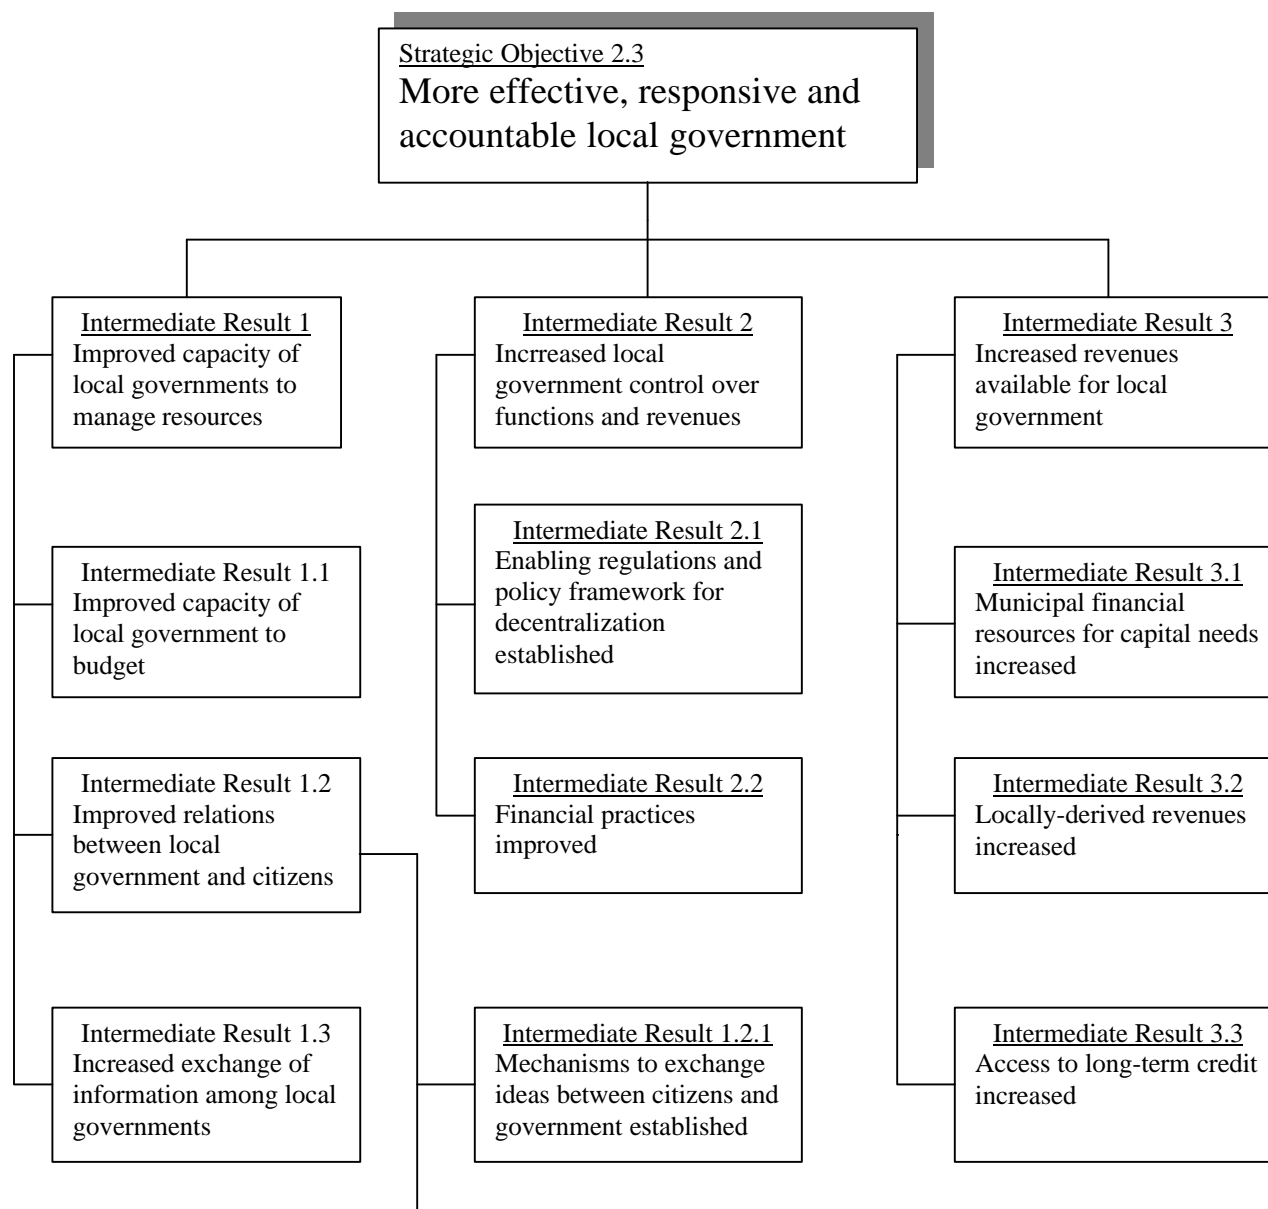 Strategic Objective 2.3
More effective, responsive and
accountable local government
Intermediate Result 1
Improved capacity of
local governments to
manage resources
Intermediate Result 2
Incrreased local
government control over
functions and revenues
Intermediate Result 3
Increased revenues
available for local
government
Intermediate Result 1.1
Improved capacity of
local government to
budget
Intermediate Result 2.1
Enabling regulations and
policy framework for
decentralization
established
Intermediate Result 3.1
Municipal financial
resources for capital needs
increased
Intermediate Result 1.2
Improved relations
between local
government and citizens
Intermediate Result 2.2
Financial practices
improved
Intermediate Result 3.2
Locally-derived revenues
increased
Intermediate Result 1.3
Increased exchange of
information among local
governments
Intermediate Result 1.2.1
Mechanisms to exchange
ideas between citizens and
government established
Intermediate Result 3.3
Access to long-term credit
increased